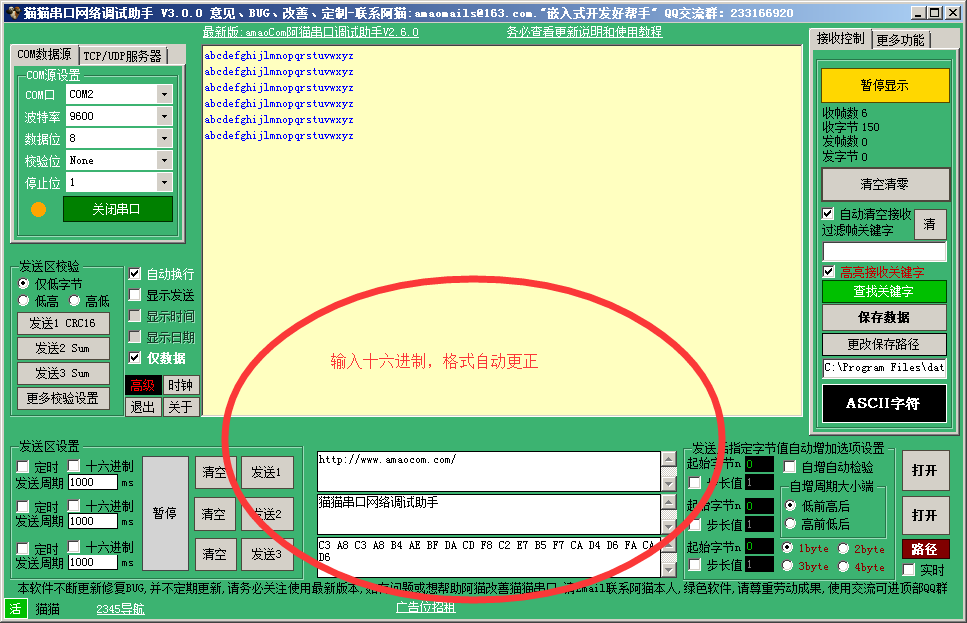 猫猫串口网络调试助手 V3.0.0 意见、BUG、改善、定制-联系阿猫:amaomails@163.com."嵌入式开发好帮手" QQ交流群: 233166920
最新版:amaoCom阿猫串口调试助手V2.6.0
务必查看更新说明和使用教程
COM数据源
TCP/UDP服务器
COM源设置
COM口
COM2
波特率
9600
数据位
8
校验位
None
停止位
1
关闭串口
abcdefghijlmnopqrstuvwxyz
abcdefghijlmnopqrstuvwxyz
abcdefghijlmnopqrstuvwxyz
abcdefghijlmnopqrstuvwxyz
abcdefghijlmnopqrstuvwxyz
abcdefghijlmnopqrstuvwxyz
输入十六进制，格式自动更正
接收控制
更多功能
暂停显示
收帧数 6
收字节 150
发帧数 0
发字节 0
清空清零
自动清空接收
过滤帧关键字
清
高亮接收关键字
查找关键字
保存数据
更改保存路径
C:\Program Files\dat
ASCII字符
发送区校验
仅低字节
低高
高低
发送1 CRC16
发送2 Sum
发送3 Sum
更多校验设置
自动换行
显示发送
显示时间
显示日期
仅数据
高级
时钟
退出
关于
发送区设置
定时
十六进制
发送周期
1000
ms
定时
十六进制
发送周期
1000
ms
定时
十六进制
发送周期
1000
ms
暂停
清空
发送1
清空
发送2
清空
发送3
http://www.amaocom.com/
猫猫串口网络调试助手
C3 A8 C3 A8 B4 AE BF DA CD F8 C2 E7 B5 F7 CA D4 D6 FA CA
D6
发送后指定字节值自动增加选项设置
起始字节n
0
步长值
1
起始字节n
0
步长值
1
起始字节n
0
步长值
1
自增自动检验
自增周期大小端
低前高后
高前低后
1byte
2byte
3byte
4byte
打开
打开
路径
实时
本软件不断更新修复BUG,并不定期更新,请务必关注使用最新版本,如有问题或想帮助阿猫改善猫猫串口,请Email联系阿猫本人,绿色软件,请尊重劳动成果,使用交流可进顶部QQ群
活
猫猫
2345导航
广告位招租